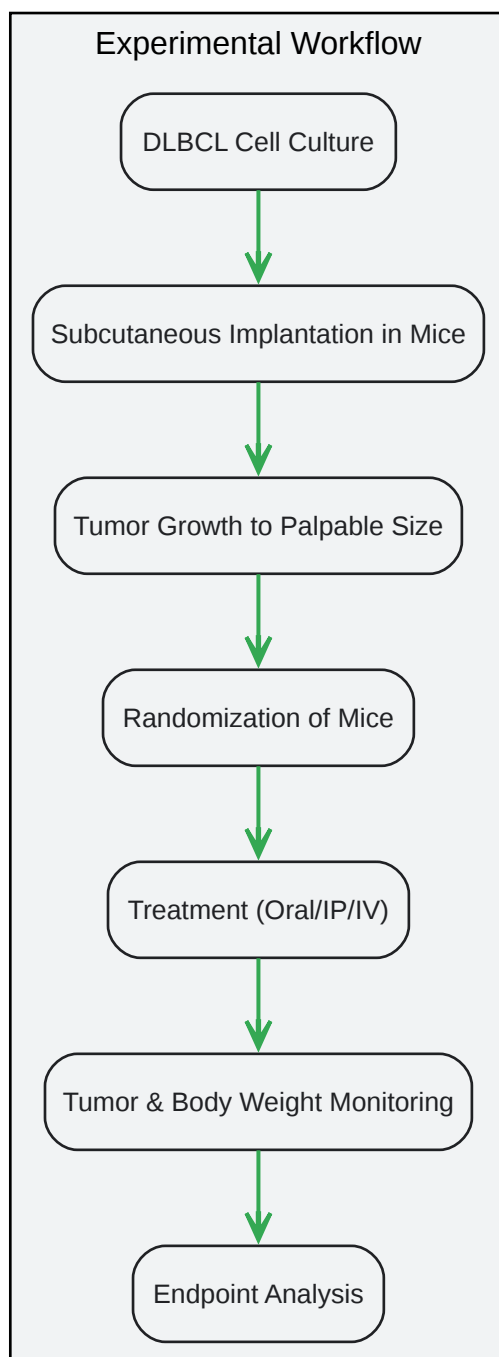 Experimental Workflow
DLBCL Cell Culture
Subcutaneous Implantation in Mice
Tumor Growth to Palpable Size
Randomization of Mice
Treatment (Oral/IP/IV)
Tumor & Body Weight Monitoring
Endpoint Analysis